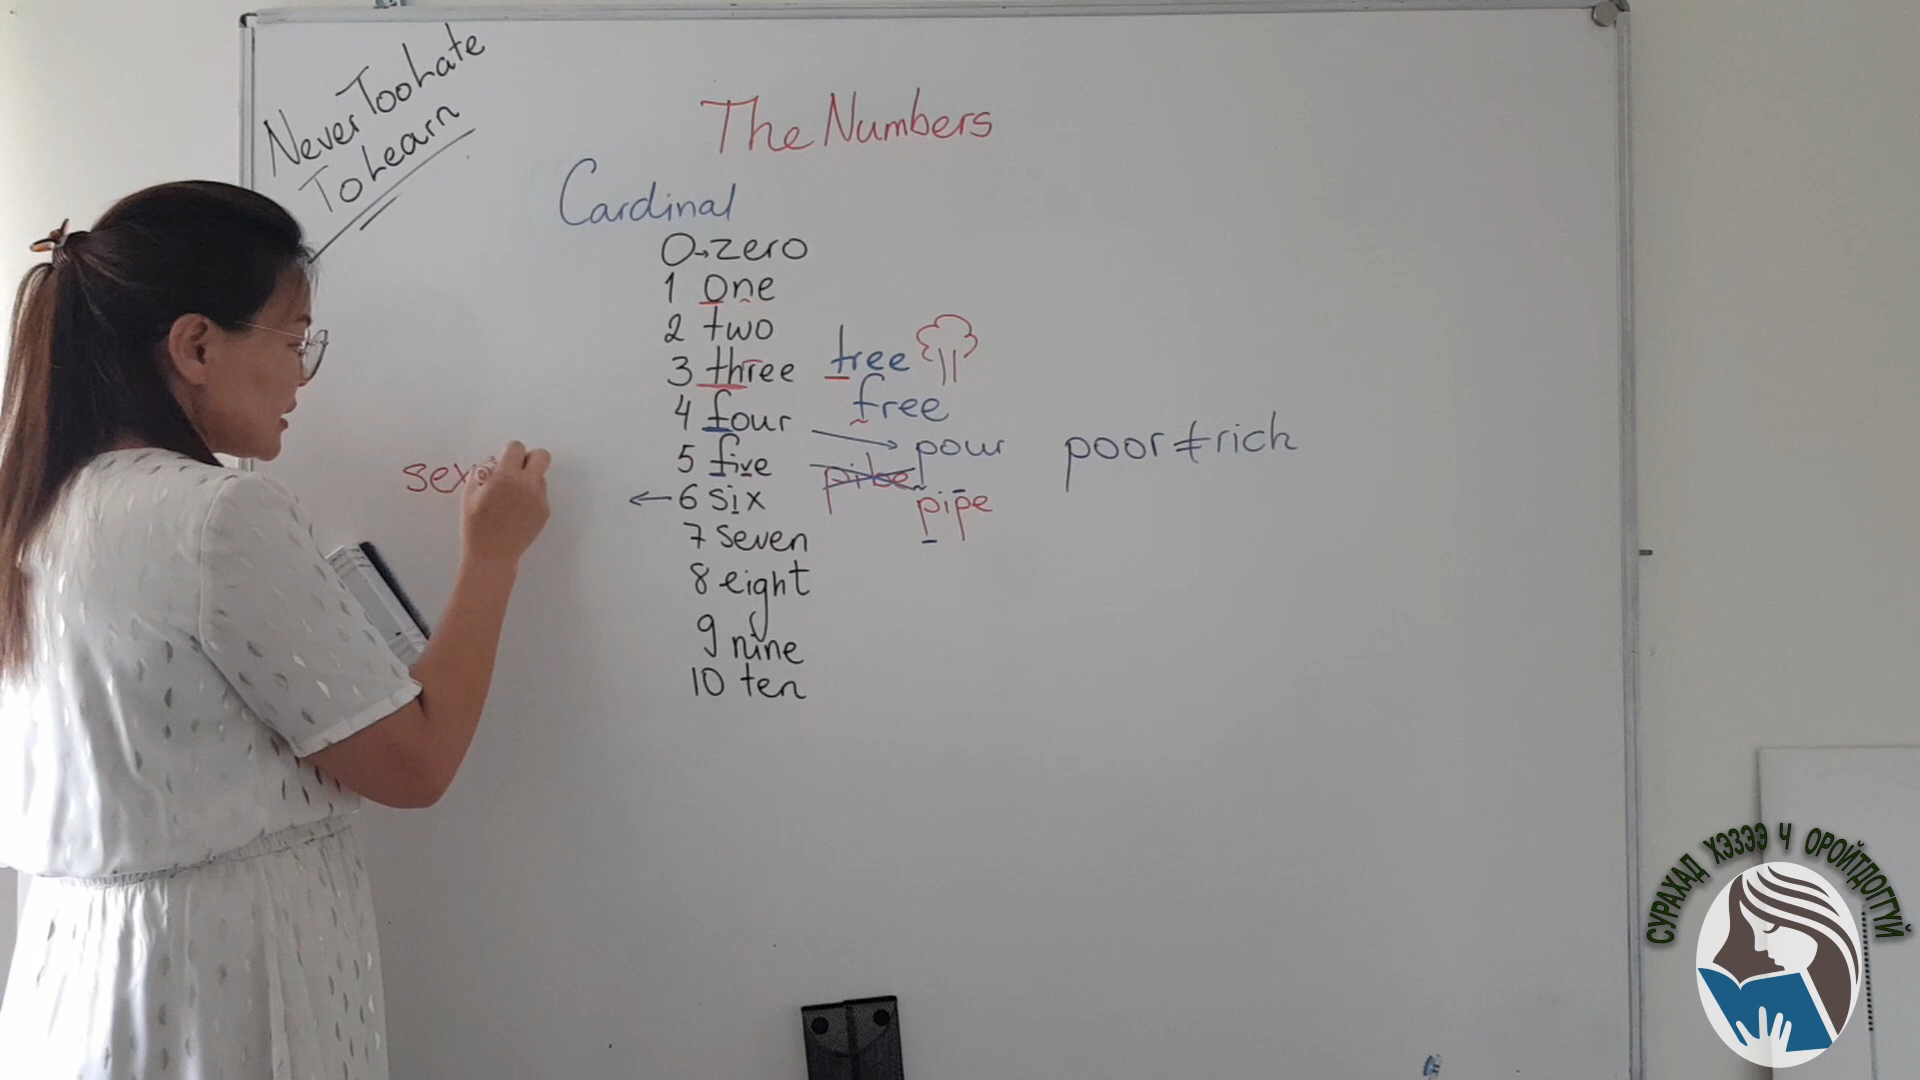 Never Too Late
To Learn
The Numbers
Cardinal
0→zero
1 one
2 two
3 three tree
4 four free
→ pour poor ≠ rich
5 five pibe
sex
← 6 six pipe
7 seven
8 eight
9 nine
10 ten
СУРАХАД ХЭЗЭЭ Ч ОРОЙТДОГГҮЙ